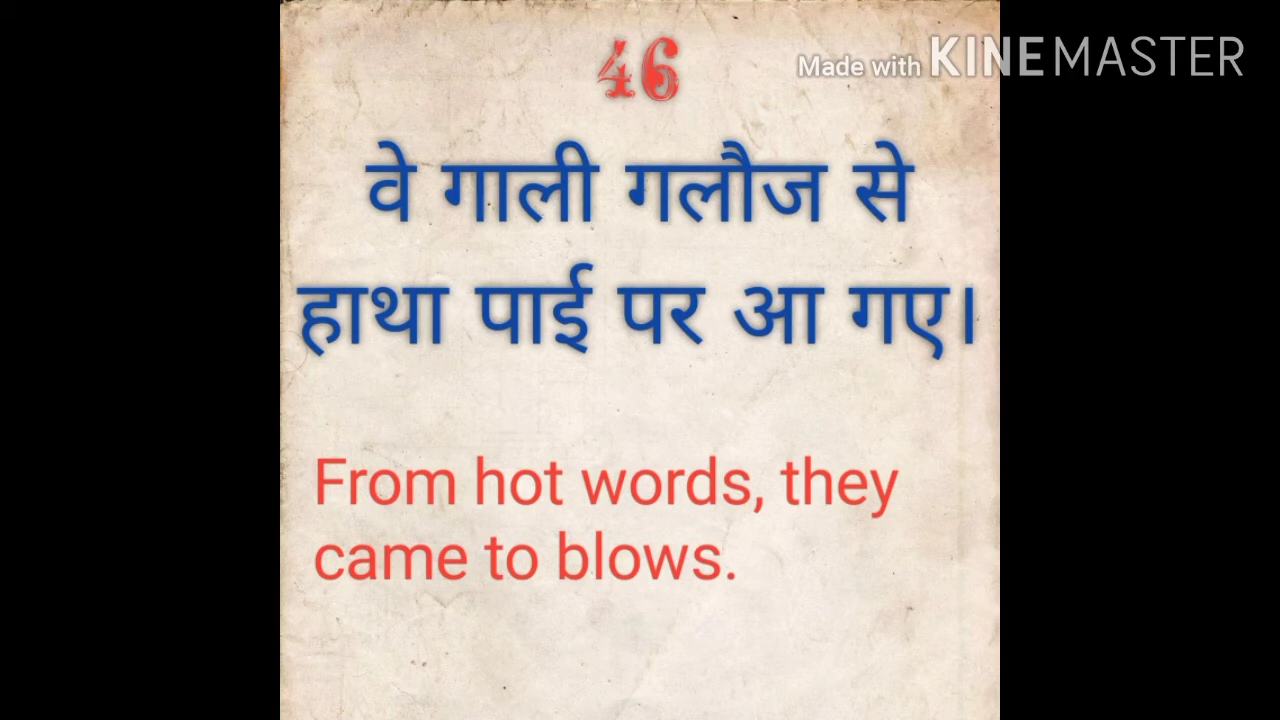 46
Made with KINEMASTER
वे गाली गलौज से
हाथा पाई पर आ गए।
From hot words, they
came to blows.